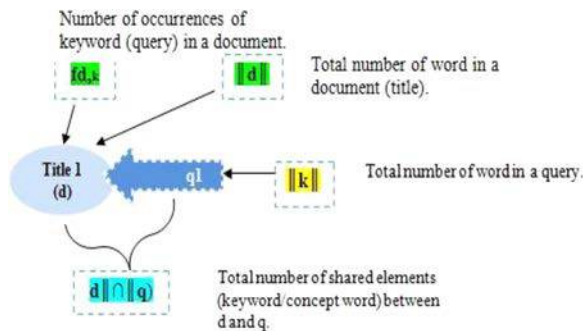 Number of occurrences of
keyword (query) in a document.
fd,k
‖d‖
Total number of word in a
document (title).
Title 1
(d)
q1
‖k‖
Total number of word in a query.
d‖∩‖q)
Total number of shared elements
(keyword/concept word) between
d and q.